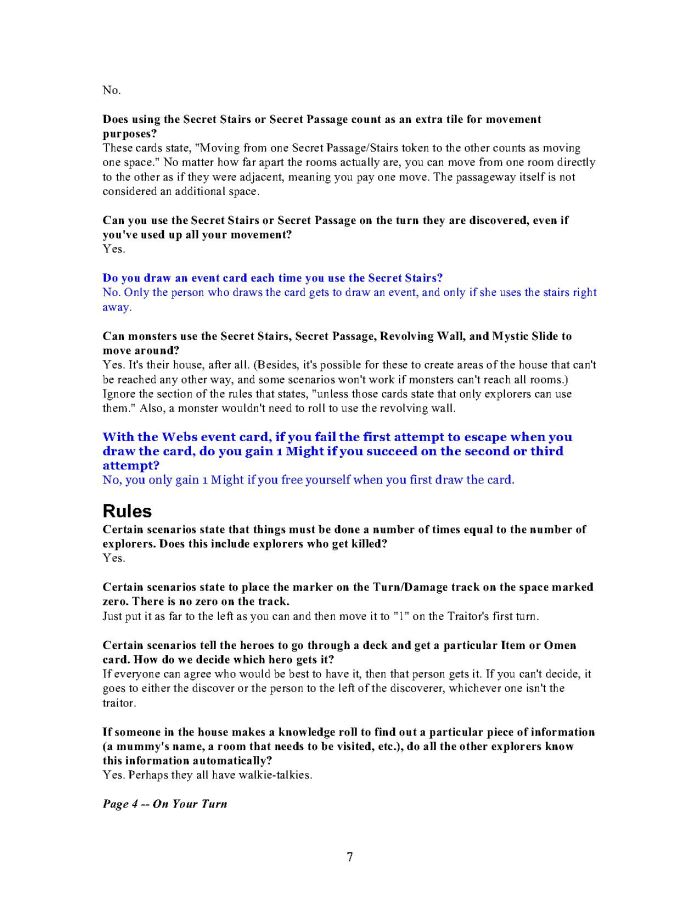 No.
Does using the Secret Stairs or Secret Passage count as an extra tile for movement
purposes?
These cards state, "Moving from one Secret Passage/Stairs token to the other counts as moving
one space." No matter how far apart the rooms actually are, you can move from one room directly
to the other as if they were adjacent, meaning you pay one move. The passageway itself is not
considered an additional space.
Can you use the Secret Stairs or Secret Passage on the turn they are discovered, even if
you've used up all your movement?
Yes.
Do you draw an event card each time you use the Secret Stairs?
No. Only the person who draws the card gets to draw an event, and only if she uses the stairs right
away.
Can monsters use the Secret Stairs, Secret Passage, Revolving Wall, and Mystic Slide to
move around?
Yes. It's their house, after all. (Besides, it's possible for these to create areas of the house that can't
be reached any other way, and some scenarios won't work if monsters can't reach all rooms.)
Ignore the section of the rules that states, "unless those cards state that only explorers can use
them." Also, a monster wouldn't need to roll to use the revolving wall.
With the Webs event card, if you fail the first attempt to escape when you
draw the card, do you gain 1 Might if you succeed on the second or third
attempt?
No, you only gain 1 Might if you free yourself when you first draw the card.
Rules
Certain scenarios state that things must be done a number of times equal to the number of
explorers. Does this include explorers who get killed?
Yes.
Certain scenarios state to place the marker on the Turn/Damage track on the space marked
zero. There is no zero on the track.
Just put it as far to the left as you can and then move it to "1" on the Traitor's first turn.
Certain scenarios tell the heroes to go through a deck and get a particular Item or Omen
card. How do we decide which hero gets it?
If everyone can agree who would be best to have it, then that person gets it. If you can't decide, it
goes to either the discover or the person to the left of the discoverer, whichever one isn't the
traitor.
If someone in the house makes a knowledge roll to find out a particular piece of information
(a mummy's name, a room that needs to be visited, etc.), do all the other explorers know
this information automatically?
Yes. Perhaps they all have walkie-talkies.
Page 4 -- On Your Turn
7